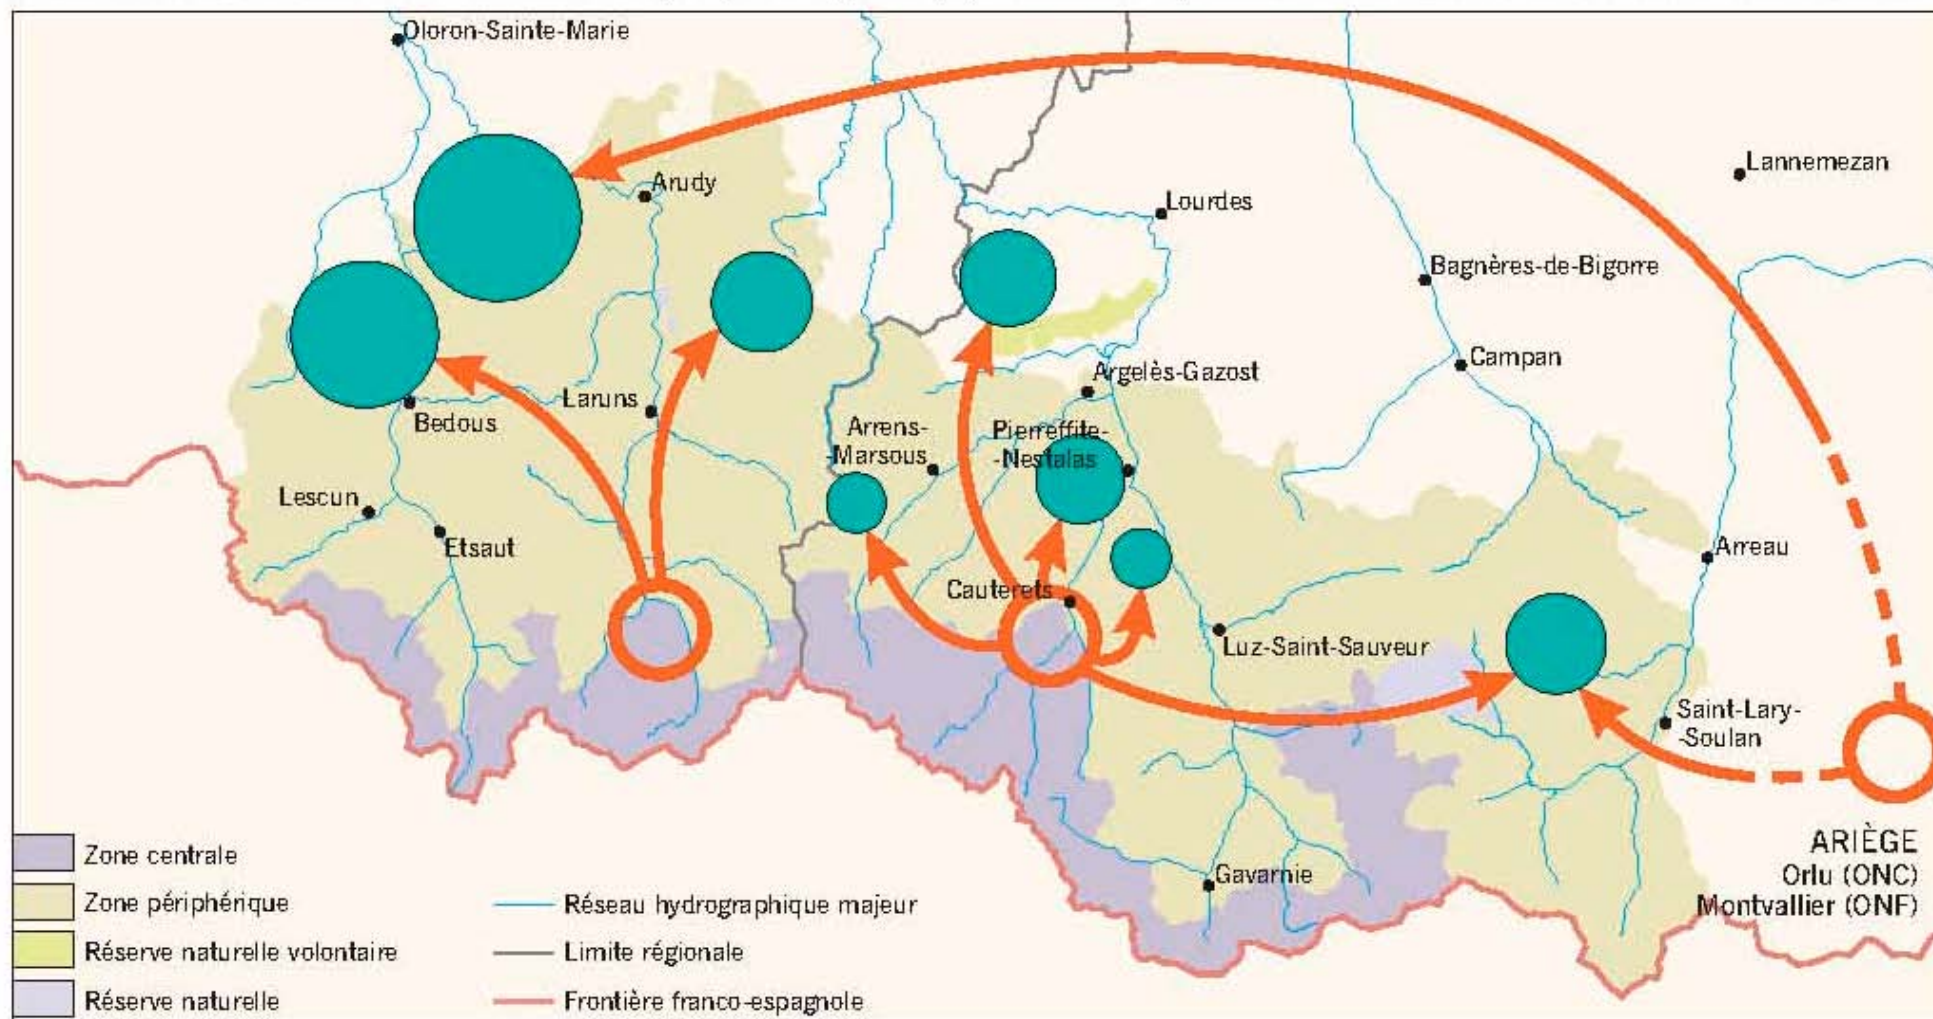 Oloron-Sainte-Marie
Arudy
Lannemezan
Lourdes
Bagnères-de-Bigorre
Campan
Argelès-Gazost
Laruns
Bedous
Arrens-
-Marsous
Pierreffite-
-Nestalas
Lescun
Etsaut
Arreau
Cauterets
Luz-Saint-Sauveur
Saint-Lary-
-Soulan
Gavarnie
ARIÈGE
Orlu (ONC)
Montvallier (ONF)
Zone centrale
Zone périphérique
Réserve naturelle volontaire
Réserve naturelle
Réseau hydrographique majeur
Limite régionale
Frontière franco-espagnole